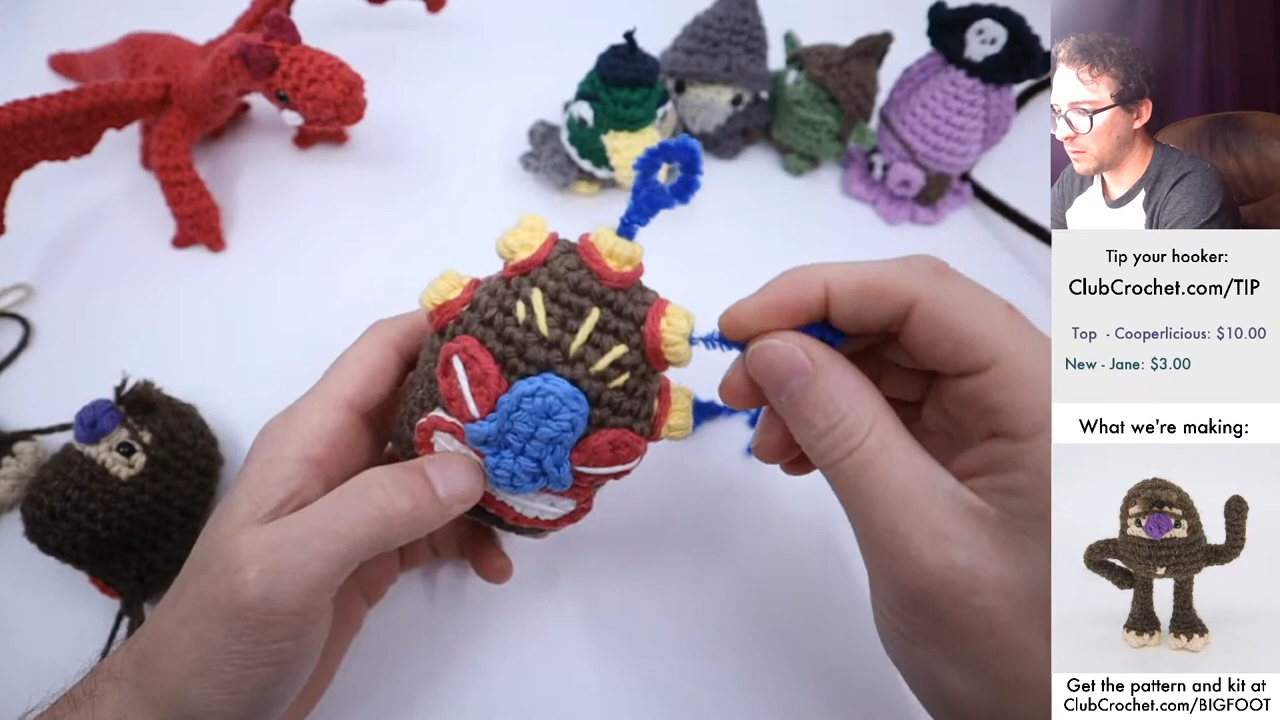 Tip your hooker:
ClubCrochet.com/TIP
Top - Cooperlicious: $10.00
New - Jane: $3.00
What we're making:
Get the pattern and kit at
ClubCrochet.com/BIGFOOT